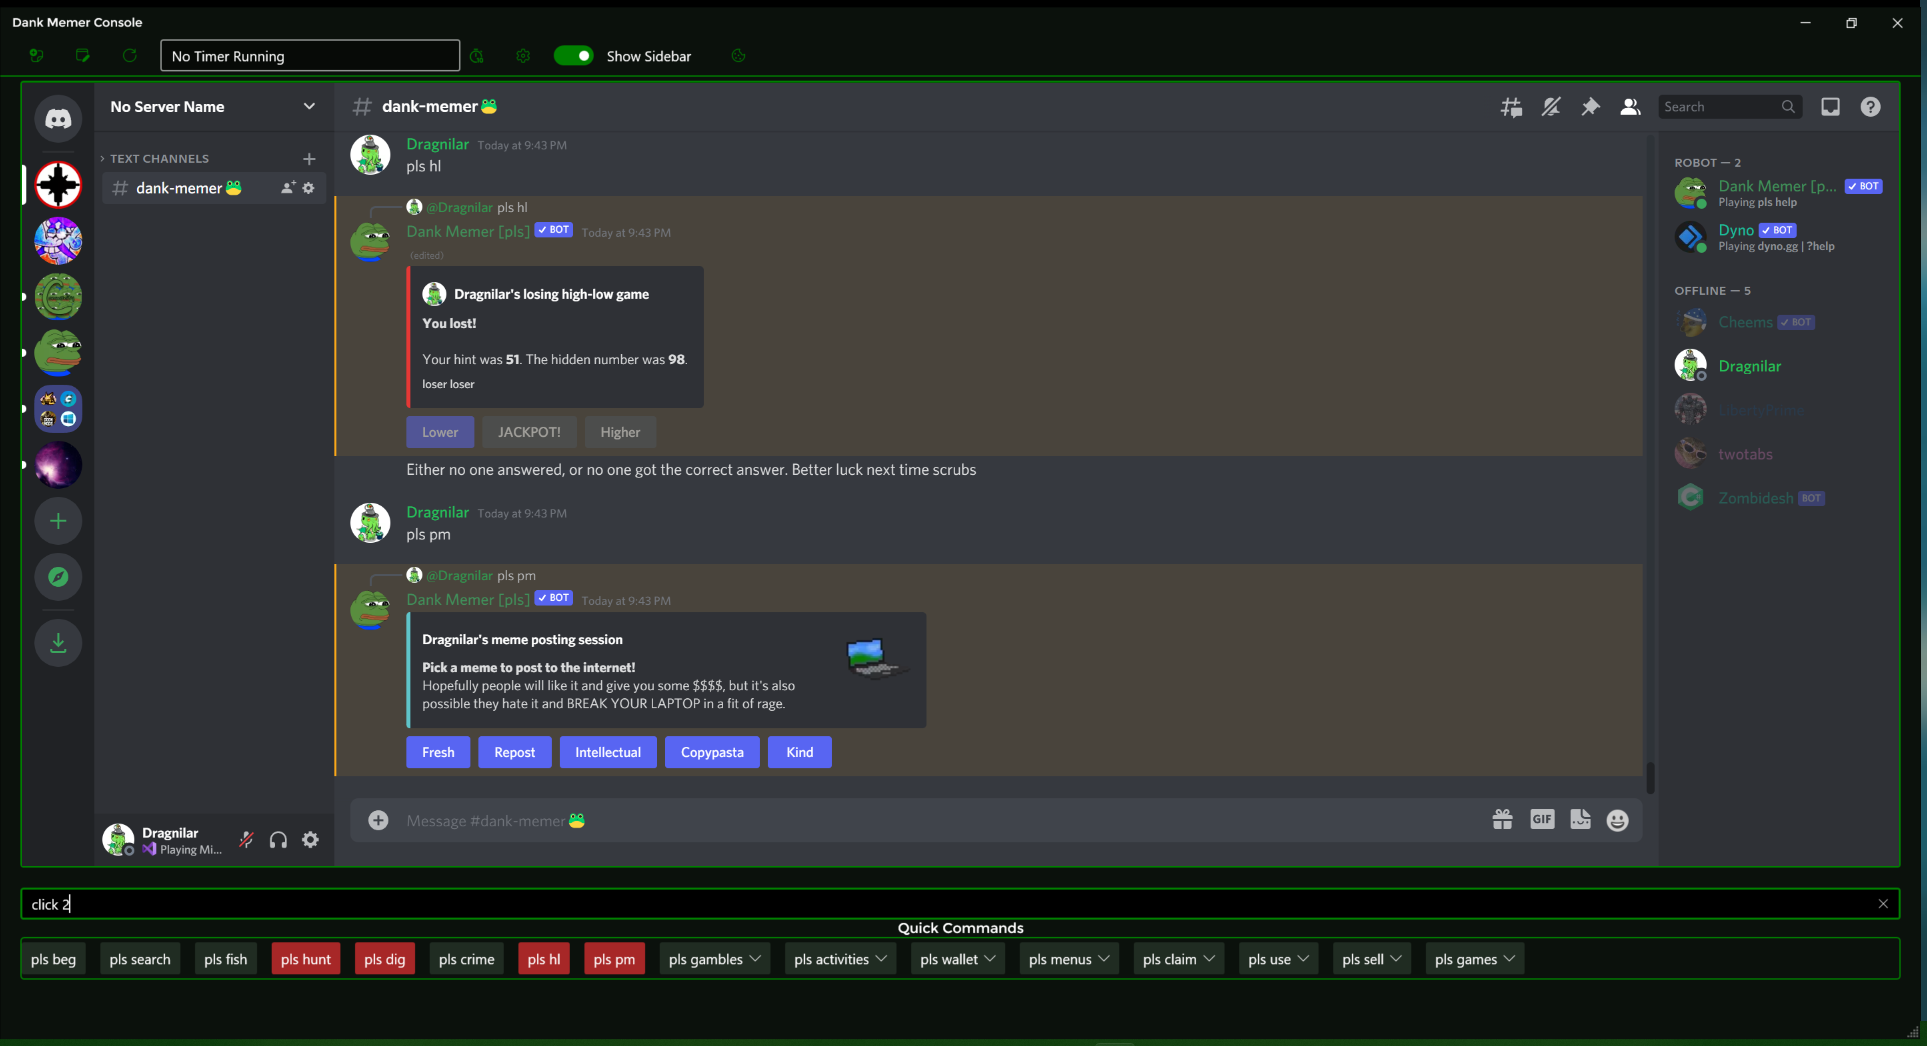 Dank Memer Console
No Timer Running
Show Sidebar
No Server Name
TEXT CHANNELS
dank-memer🐸
Dragnilar
Playing Mi...
# dank-memer🐸
Search
Dragnilar Today at 9:43 PM
pls hl
@Dragnilar pls hl
Dank Memer [pls] ✓ BOT Today at 9:43 PM
(edited)
Dragnilar's losing high-low game
You lost!
Your hint was 51. The hidden number was 98.
loser loser
Lower JACKPOT! Higher
Either no one answered, or no one got the correct answer. Better luck next time scrubs
Dragnilar Today at 9:43 PM
pls pm
@Dragnilar pls pm
Dank Memer [pls] ✓ BOT Today at 9:43 PM
Dragnilar's meme posting session
Pick a meme to post to the internet!
Hopefully people will like it and give you some $$$$, but it's also
possible they hate it and BREAK YOUR LAPTOP in a fit of rage.
Fresh Repost Intellectual Copypasta Kind
Message #dank-memer🐸
GIF
ROBOT — 2
Dank Memer [p... ✓ BOT
Playing pls help
Dyno ✓ BOT
Playing dyno.gg | ?help
OFFLINE — 5
Cheems ✓ BOT
Dragnilar
LibertyPrime
twotabs
Zombidesh BOT
click 2
Quick Commands
pls beg pls search pls fish pls hunt pls dig pls crime pls hl pls pm pls gambles pls activities pls wallet pls menus pls claim pls use pls sell pls games